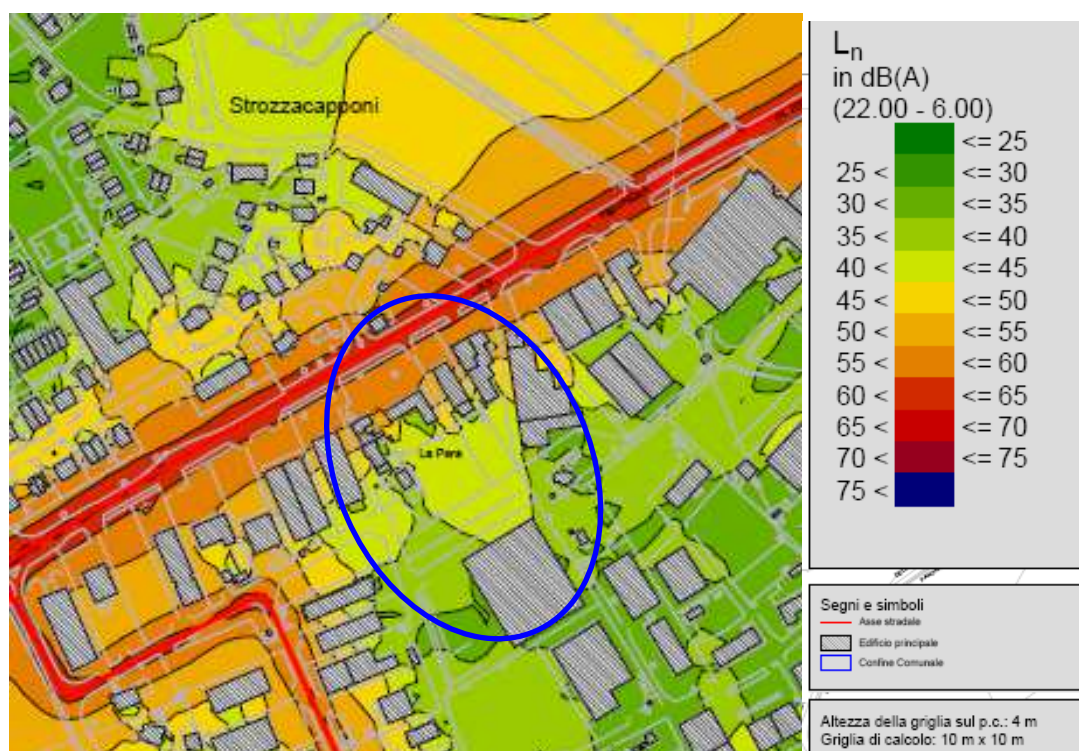 Strozzacapponi
La Para
Ln
in dB(A)
(22.00 - 6.00)
<= 25
25 < <= 30
30 < <= 35
35 < <= 40
40 < <= 45
45 < <= 50
50 < <= 55
55 < <= 60
60 < <= 65
65 < <= 70
70 < <= 75
75 <
Segni e simboli
Asse stradale
Edificio principale
Confine Comunale
Altezza della griglia sul p.c.: 4 m
Griglia di calcolo: 10 m x 10 m